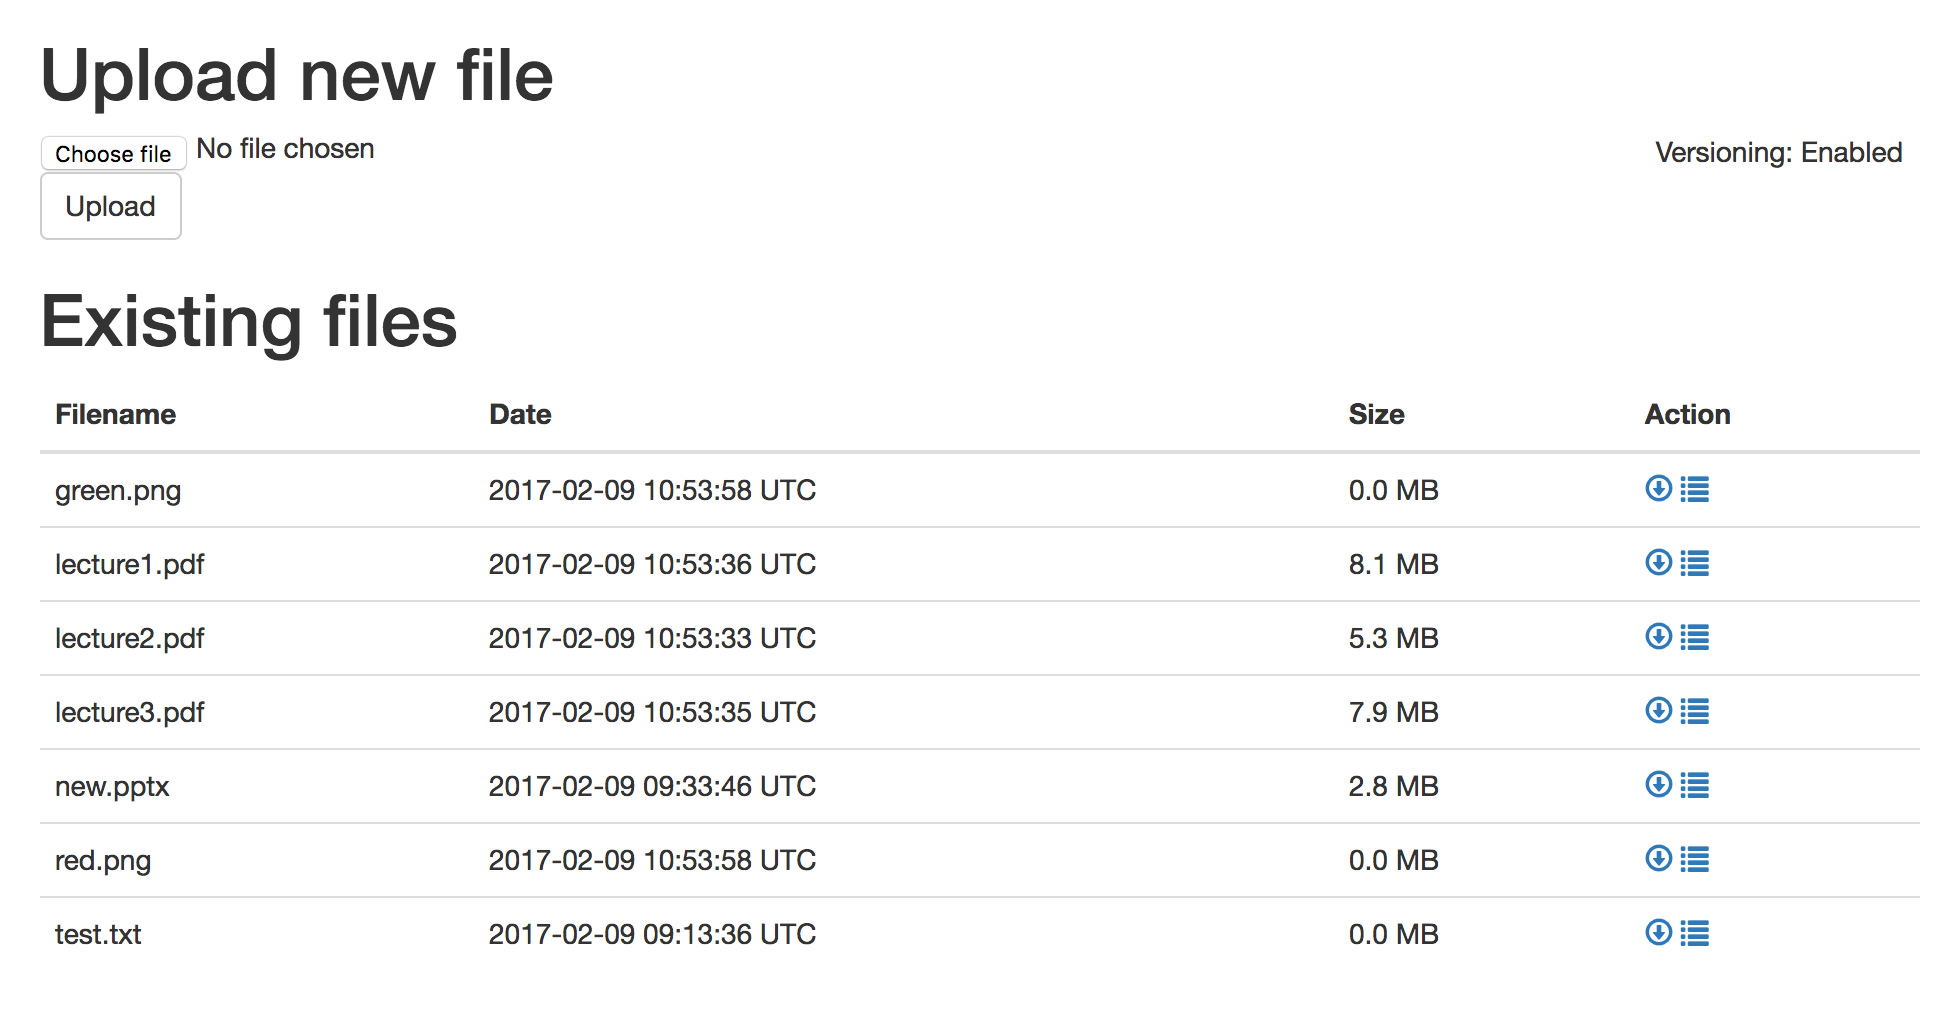 Upload new file
Choose file No file chosen Versioning: Enabled
Upload
Existing files
Filename Date Size Action
green.png 2017-02-09 10:53:58 UTC 0.0 MB
lecture1.pdf 2017-02-09 10:53:36 UTC 8.1 MB
lecture2.pdf 2017-02-09 10:53:33 UTC 5.3 MB
lecture3.pdf 2017-02-09 10:53:35 UTC 7.9 MB
new.pptx 2017-02-09 09:33:46 UTC 2.8 MB
red.png 2017-02-09 10:53:58 UTC 0.0 MB
test.txt 2017-02-09 09:13:36 UTC 0.0 MB